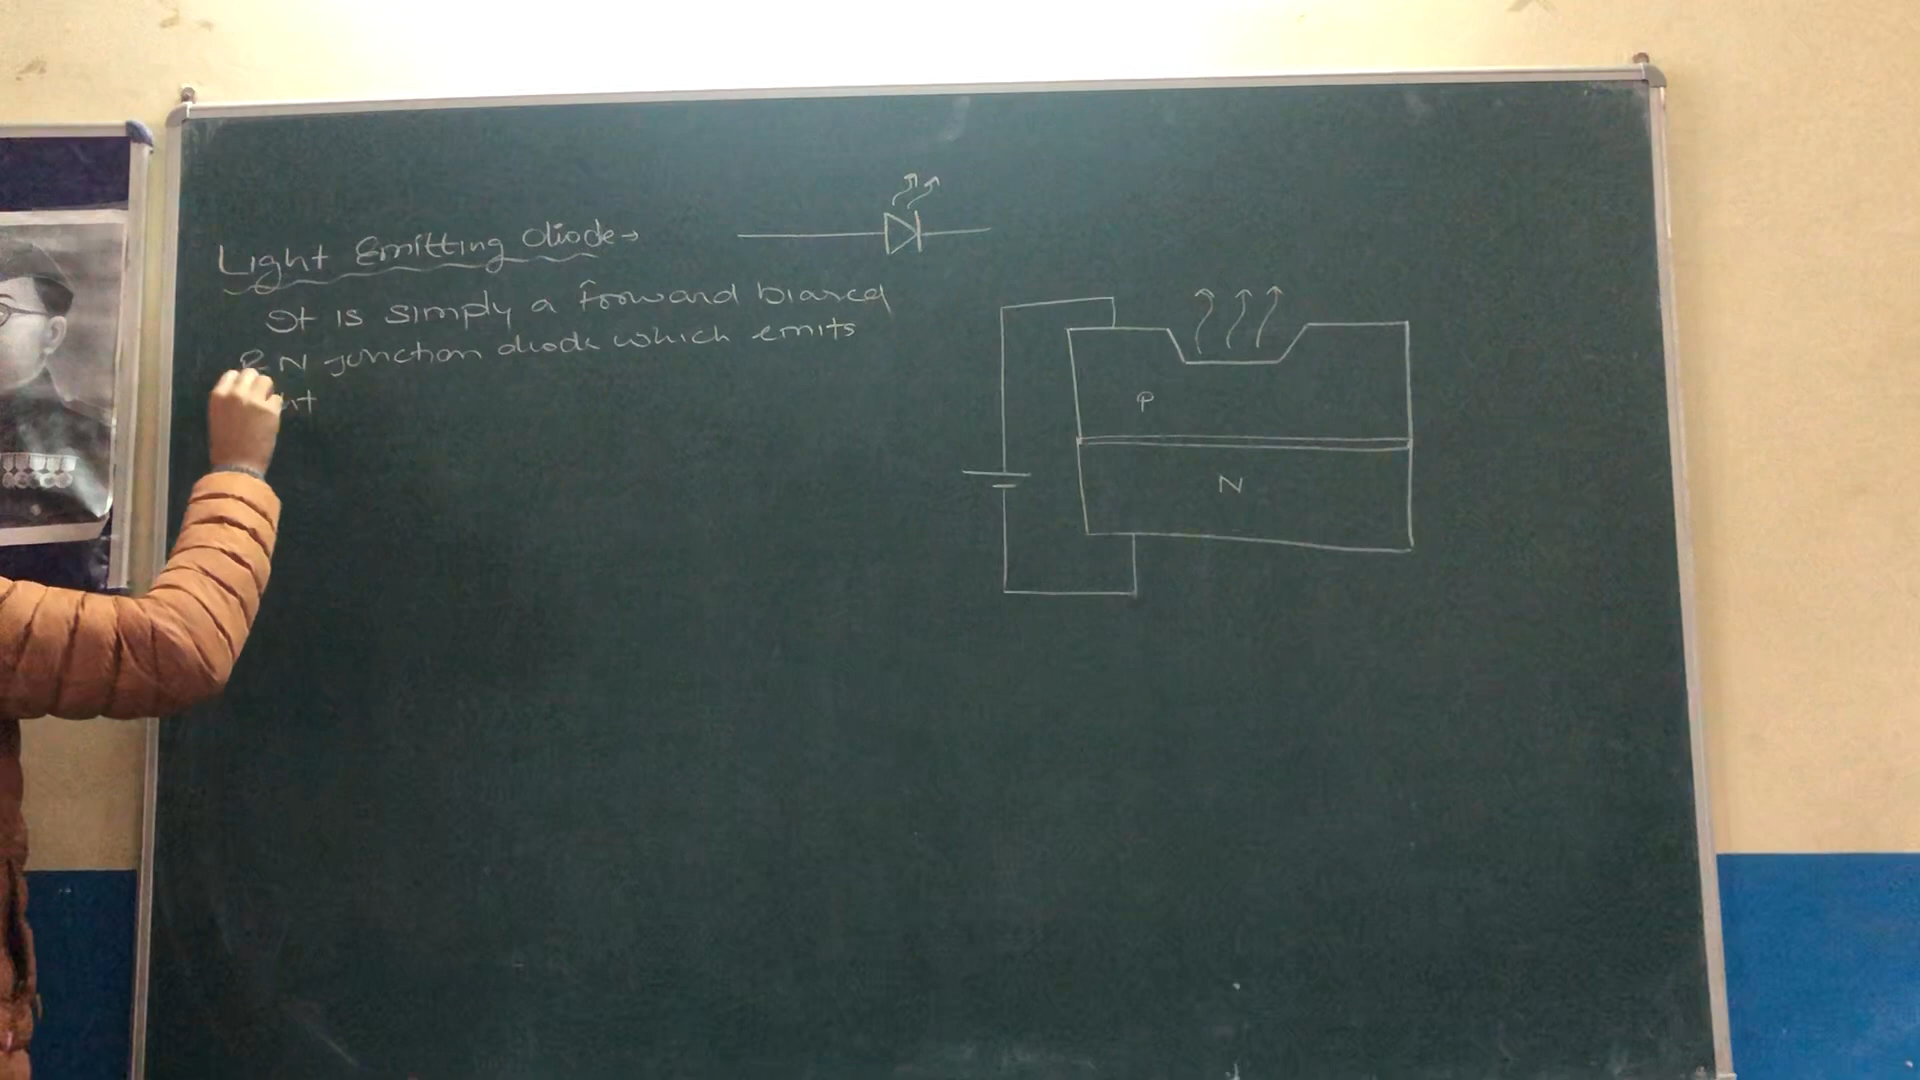 Light Emitting diode→
It is simply a forward biased
P N junction diode which emits
P
N